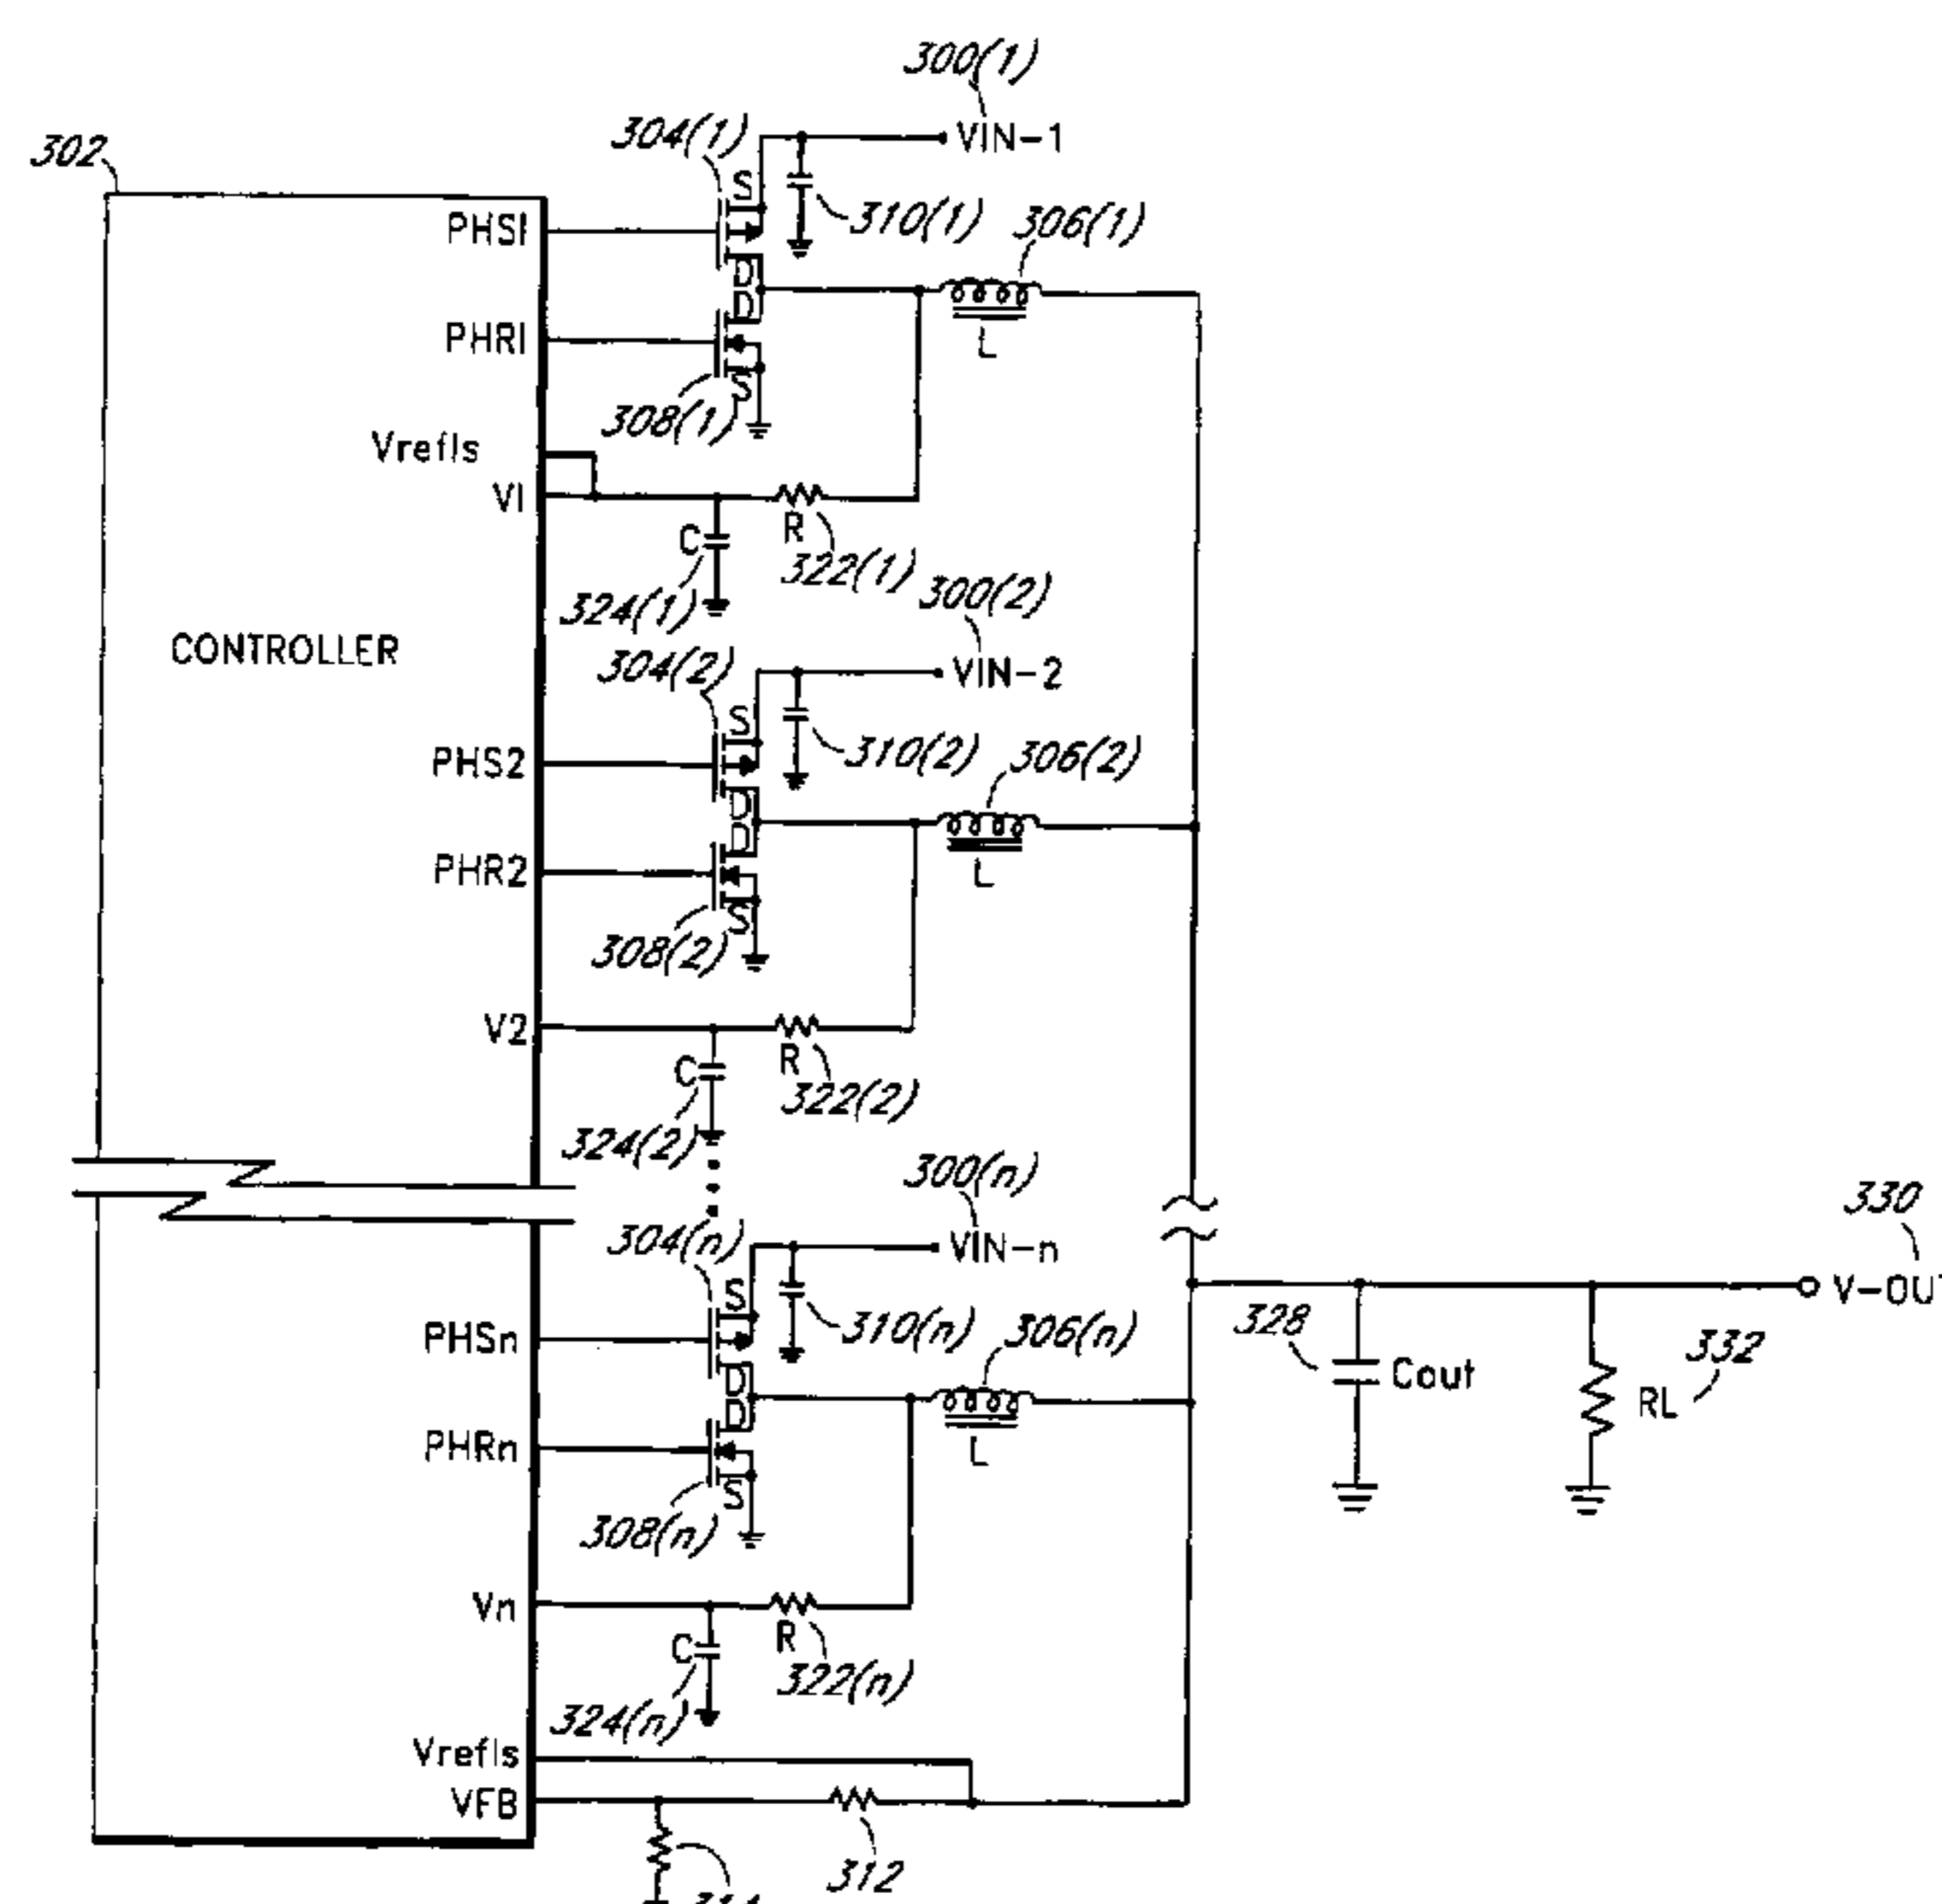 300(1)
VIN-1
304(1)
302
S
310(1)
306(1)
PHS1
D
D
L
PHR1
S
308(1)
Vrefls
V1
C
R
322(1)
324(1)
300(2)
CONTROLLER
304(2)
VIN-2
S
310(2)
306(2)
PHS2
D
D
L
PHR2
S
308(2)
V2
C
R
322(2)
324(2)
300(n)
VIN-n
304(n)
330
V-OU
S
310(n)
306(n)
328
Cout
332
RL
PHSn
D
D
L
PHRn
S
308(n)
Vn
C
R
322(n)
324(n)
Vrefls
VFB
312